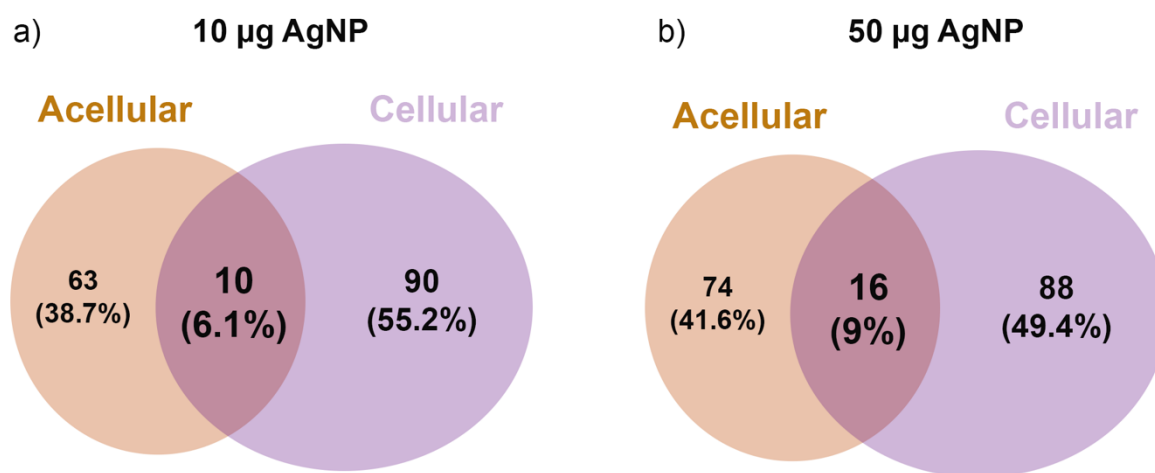 a)
10 µg AgNP
Acellular
Cellular
63
(38.7%)
10
(6.1%)
90
(55.2%)
b)
50 µg AgNP
Acellular
Cellular
74
(41.6%)
16
(9%)
88
(49.4%)